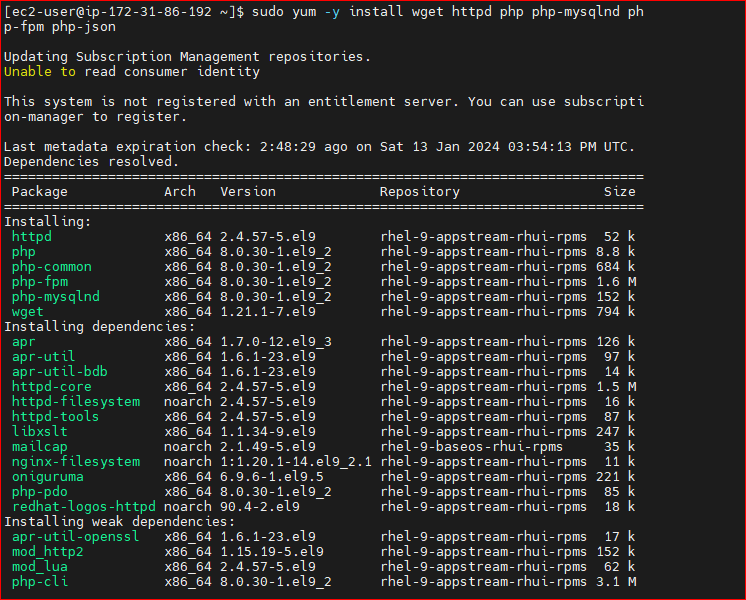 [ec2-user@ip-172-31-86-192 ~]$ sudo yum -y install wget httpd php php-mysqlnd ph
p-fpm php-json
Updating Subscription Management repositories.
Unable to read consumer identity
This system is not registered with an entitlement server. You can use subscripti
on-manager to register.
Last metadata expiration check: 2:48:29 ago on Sat 13 Jan 2024 03:54:13 PM UTC.
Dependencies resolved.
================================================================================
 Package            Arch   Version             Repository                  Size
================================================================================
Installing:
 httpd              x86_64 2.4.57-5.el9        rhel-9-appstream-rhui-rpms  52 k
 php                x86_64 8.0.30-1.el9_2      rhel-9-appstream-rhui-rpms 8.8 k
 php-common         x86_64 8.0.30-1.el9_2      rhel-9-appstream-rhui-rpms 684 k
 php-fpm            x86_64 8.0.30-1.el9_2      rhel-9-appstream-rhui-rpms 1.6 M
 php-mysqlnd        x86_64 8.0.30-1.el9_2      rhel-9-appstream-rhui-rpms 152 k
 wget               x86_64 1.21.1-7.el9        rhel-9-appstream-rhui-rpms 794 k
Installing dependencies:
 apr                x86_64 1.7.0-12.el9_3      rhel-9-appstream-rhui-rpms 126 k
 apr-util           x86_64 1.6.1-23.el9        rhel-9-appstream-rhui-rpms  97 k
 apr-util-bdb       x86_64 1.6.1-23.el9        rhel-9-appstream-rhui-rpms  14 k
 httpd-core         x86_64 2.4.57-5.el9        rhel-9-appstream-rhui-rpms 1.5 M
 httpd-filesystem   noarch 2.4.57-5.el9        rhel-9-appstream-rhui-rpms  16 k
 httpd-tools        x86_64 2.4.57-5.el9        rhel-9-appstream-rhui-rpms  87 k
 libxslt            x86_64 1.1.34-9.el9        rhel-9-appstream-rhui-rpms 247 k
 mailcap            noarch 2.1.49-5.el9        rhel-9-baseos-rhui-rpms     35 k
 nginx-filesystem   noarch 1:1.20.1-14.el9_2.1 rhel-9-appstream-rhui-rpms  11 k
 oniguruma          x86_64 6.9.6-1.el9.5       rhel-9-appstream-rhui-rpms 221 k
 php-pdo            x86_64 8.0.30-1.el9_2      rhel-9-appstream-rhui-rpms  85 k
 redhat-logos-httpd noarch 90.4-2.el9          rhel-9-appstream-rhui-rpms  18 k
Installing weak dependencies:
 apr-util-openssl   x86_64 1.6.1-23.el9        rhel-9-appstream-rhui-rpms  17 k
 mod_http2          x86_64 1.15.19-5.el9       rhel-9-appstream-rhui-rpms 152 k
 mod_lua            x86_64 2.4.57-5.el9        rhel-9-appstream-rhui-rpms  62 k
 php-cli            x86_64 8.0.30-1.el9_2      rhel-9-appstream-rhui-rpms 3.1 M